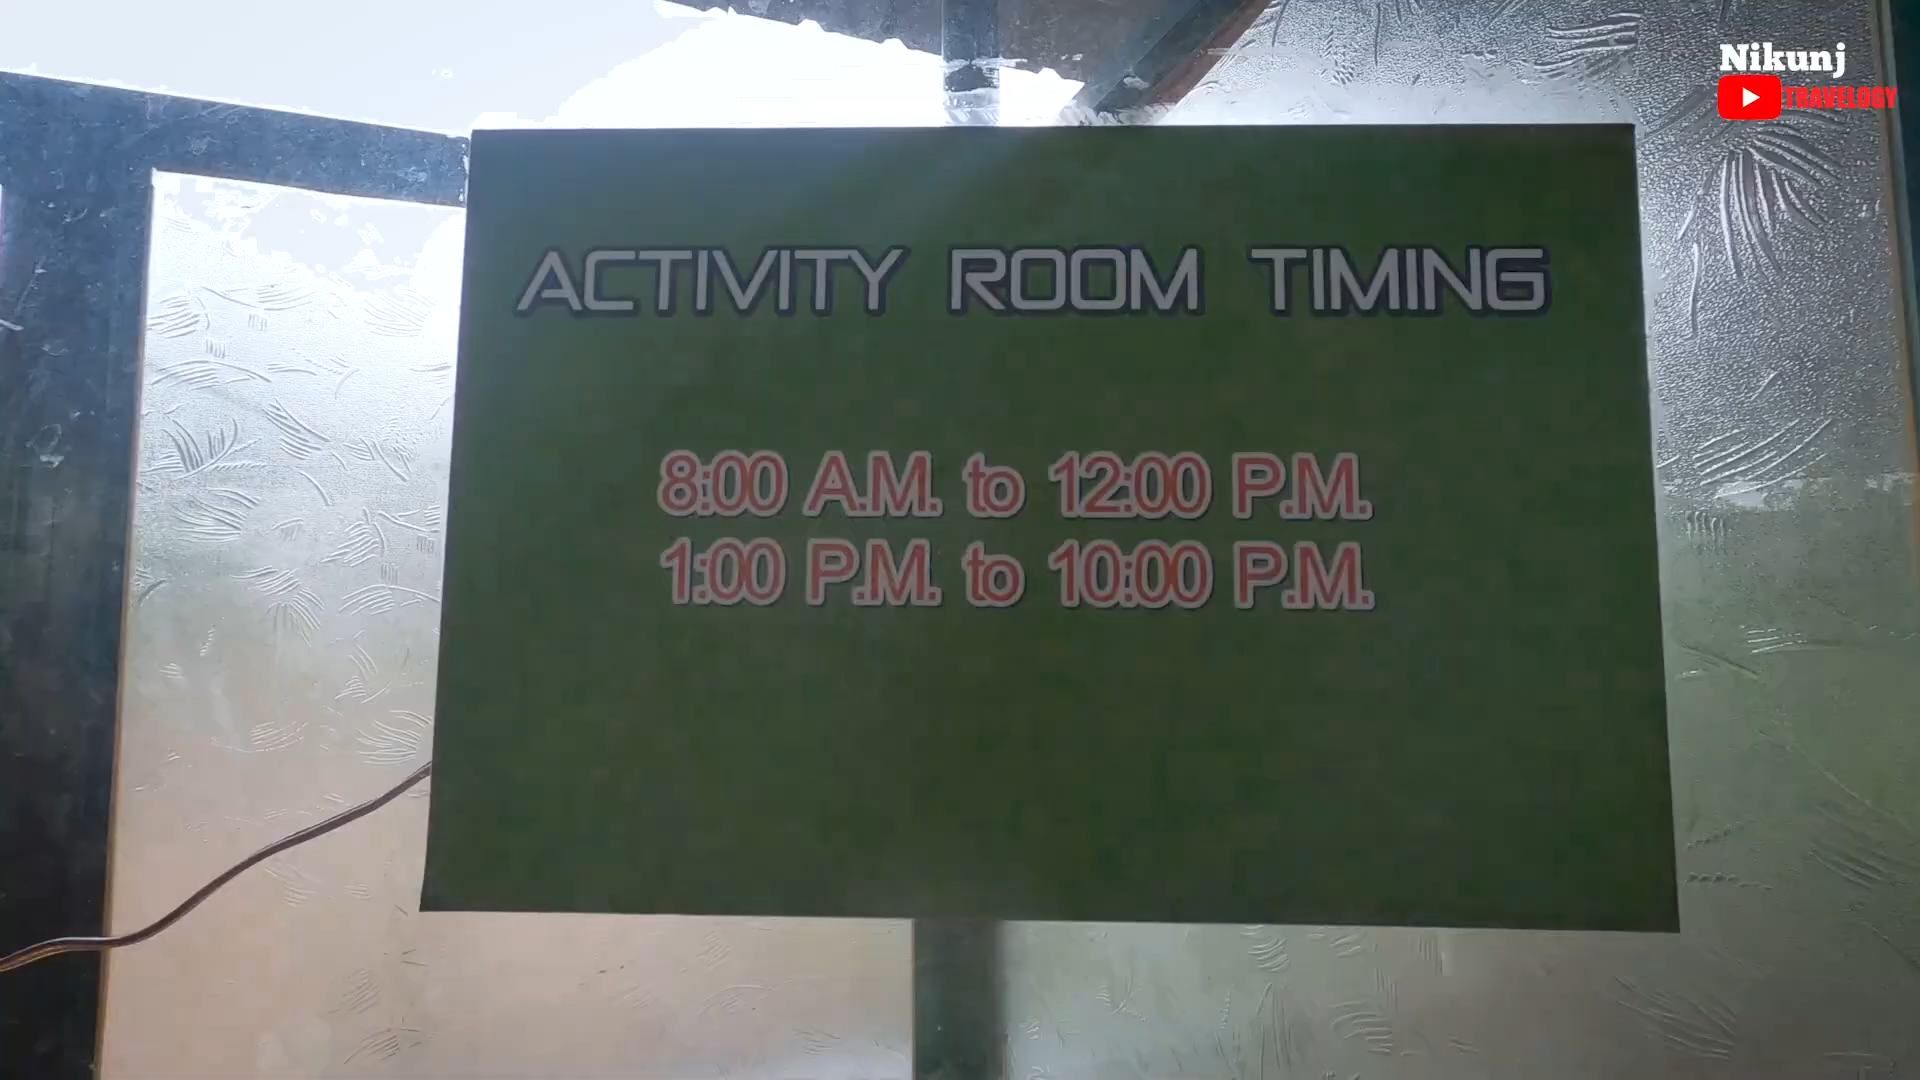 Nikunj
TRAVELOGY
ACTIVITY ROOM TIMING
8:00 A.M. to 12:00 P.M.
1:00 P.M. to 10:00 P.M.